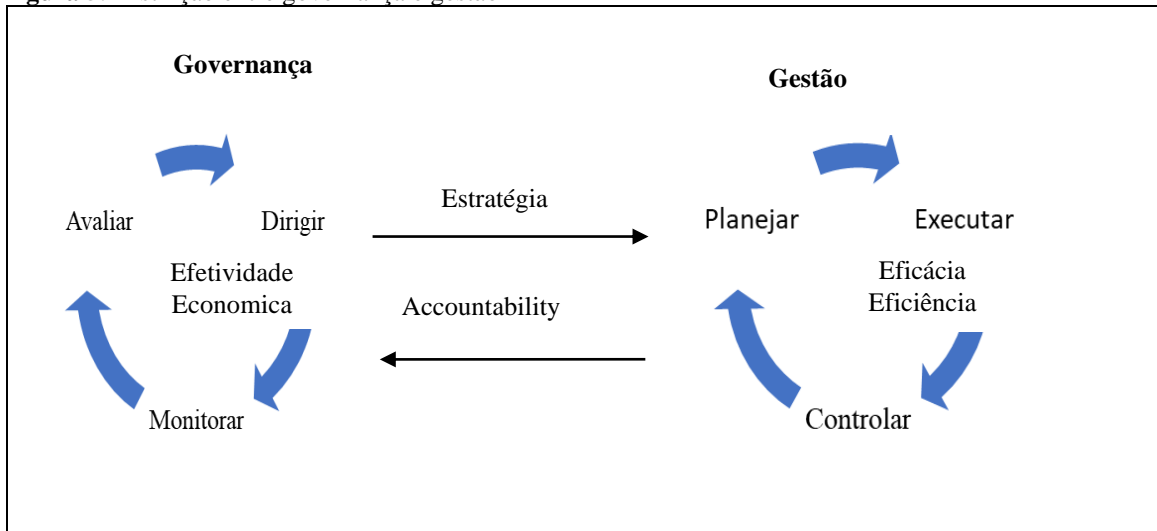 Governança
Gestão
Avaliar
Dirigir
Efetividade
Economica
Monitorar
Estratégia
Accountability
Planejar
Executar
Eficácia
Eficiência
Controlar